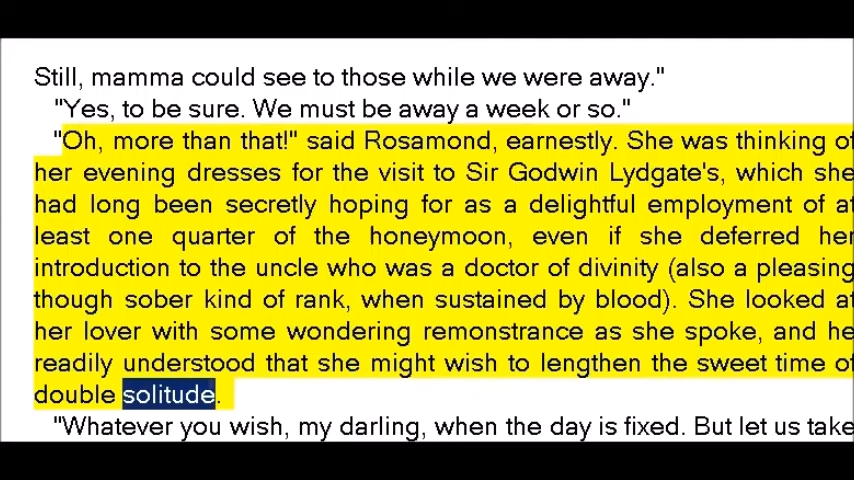 Still, mamma could see to those while we were away."
"Yes, to be sure. We must be away a week or so."
"Oh, more than that!" said Rosamond, earnestly. She was thinking of
her evening dresses for the visit to Sir Godwin Lydgate's, which she
had long been secretly hoping for as a delightful employment of at
least one quarter of the honeymoon, even if she deferred her
introduction to the uncle who was a doctor of divinity (also a pleasing
though sober kind of rank, when sustained by blood). She looked at
her lover with some wondering remonstrance as she spoke, and he
readily understood that she might wish to lengthen the sweet time of
double solitude.
"Whatever you wish, my darling, when the day is fixed. But let us take